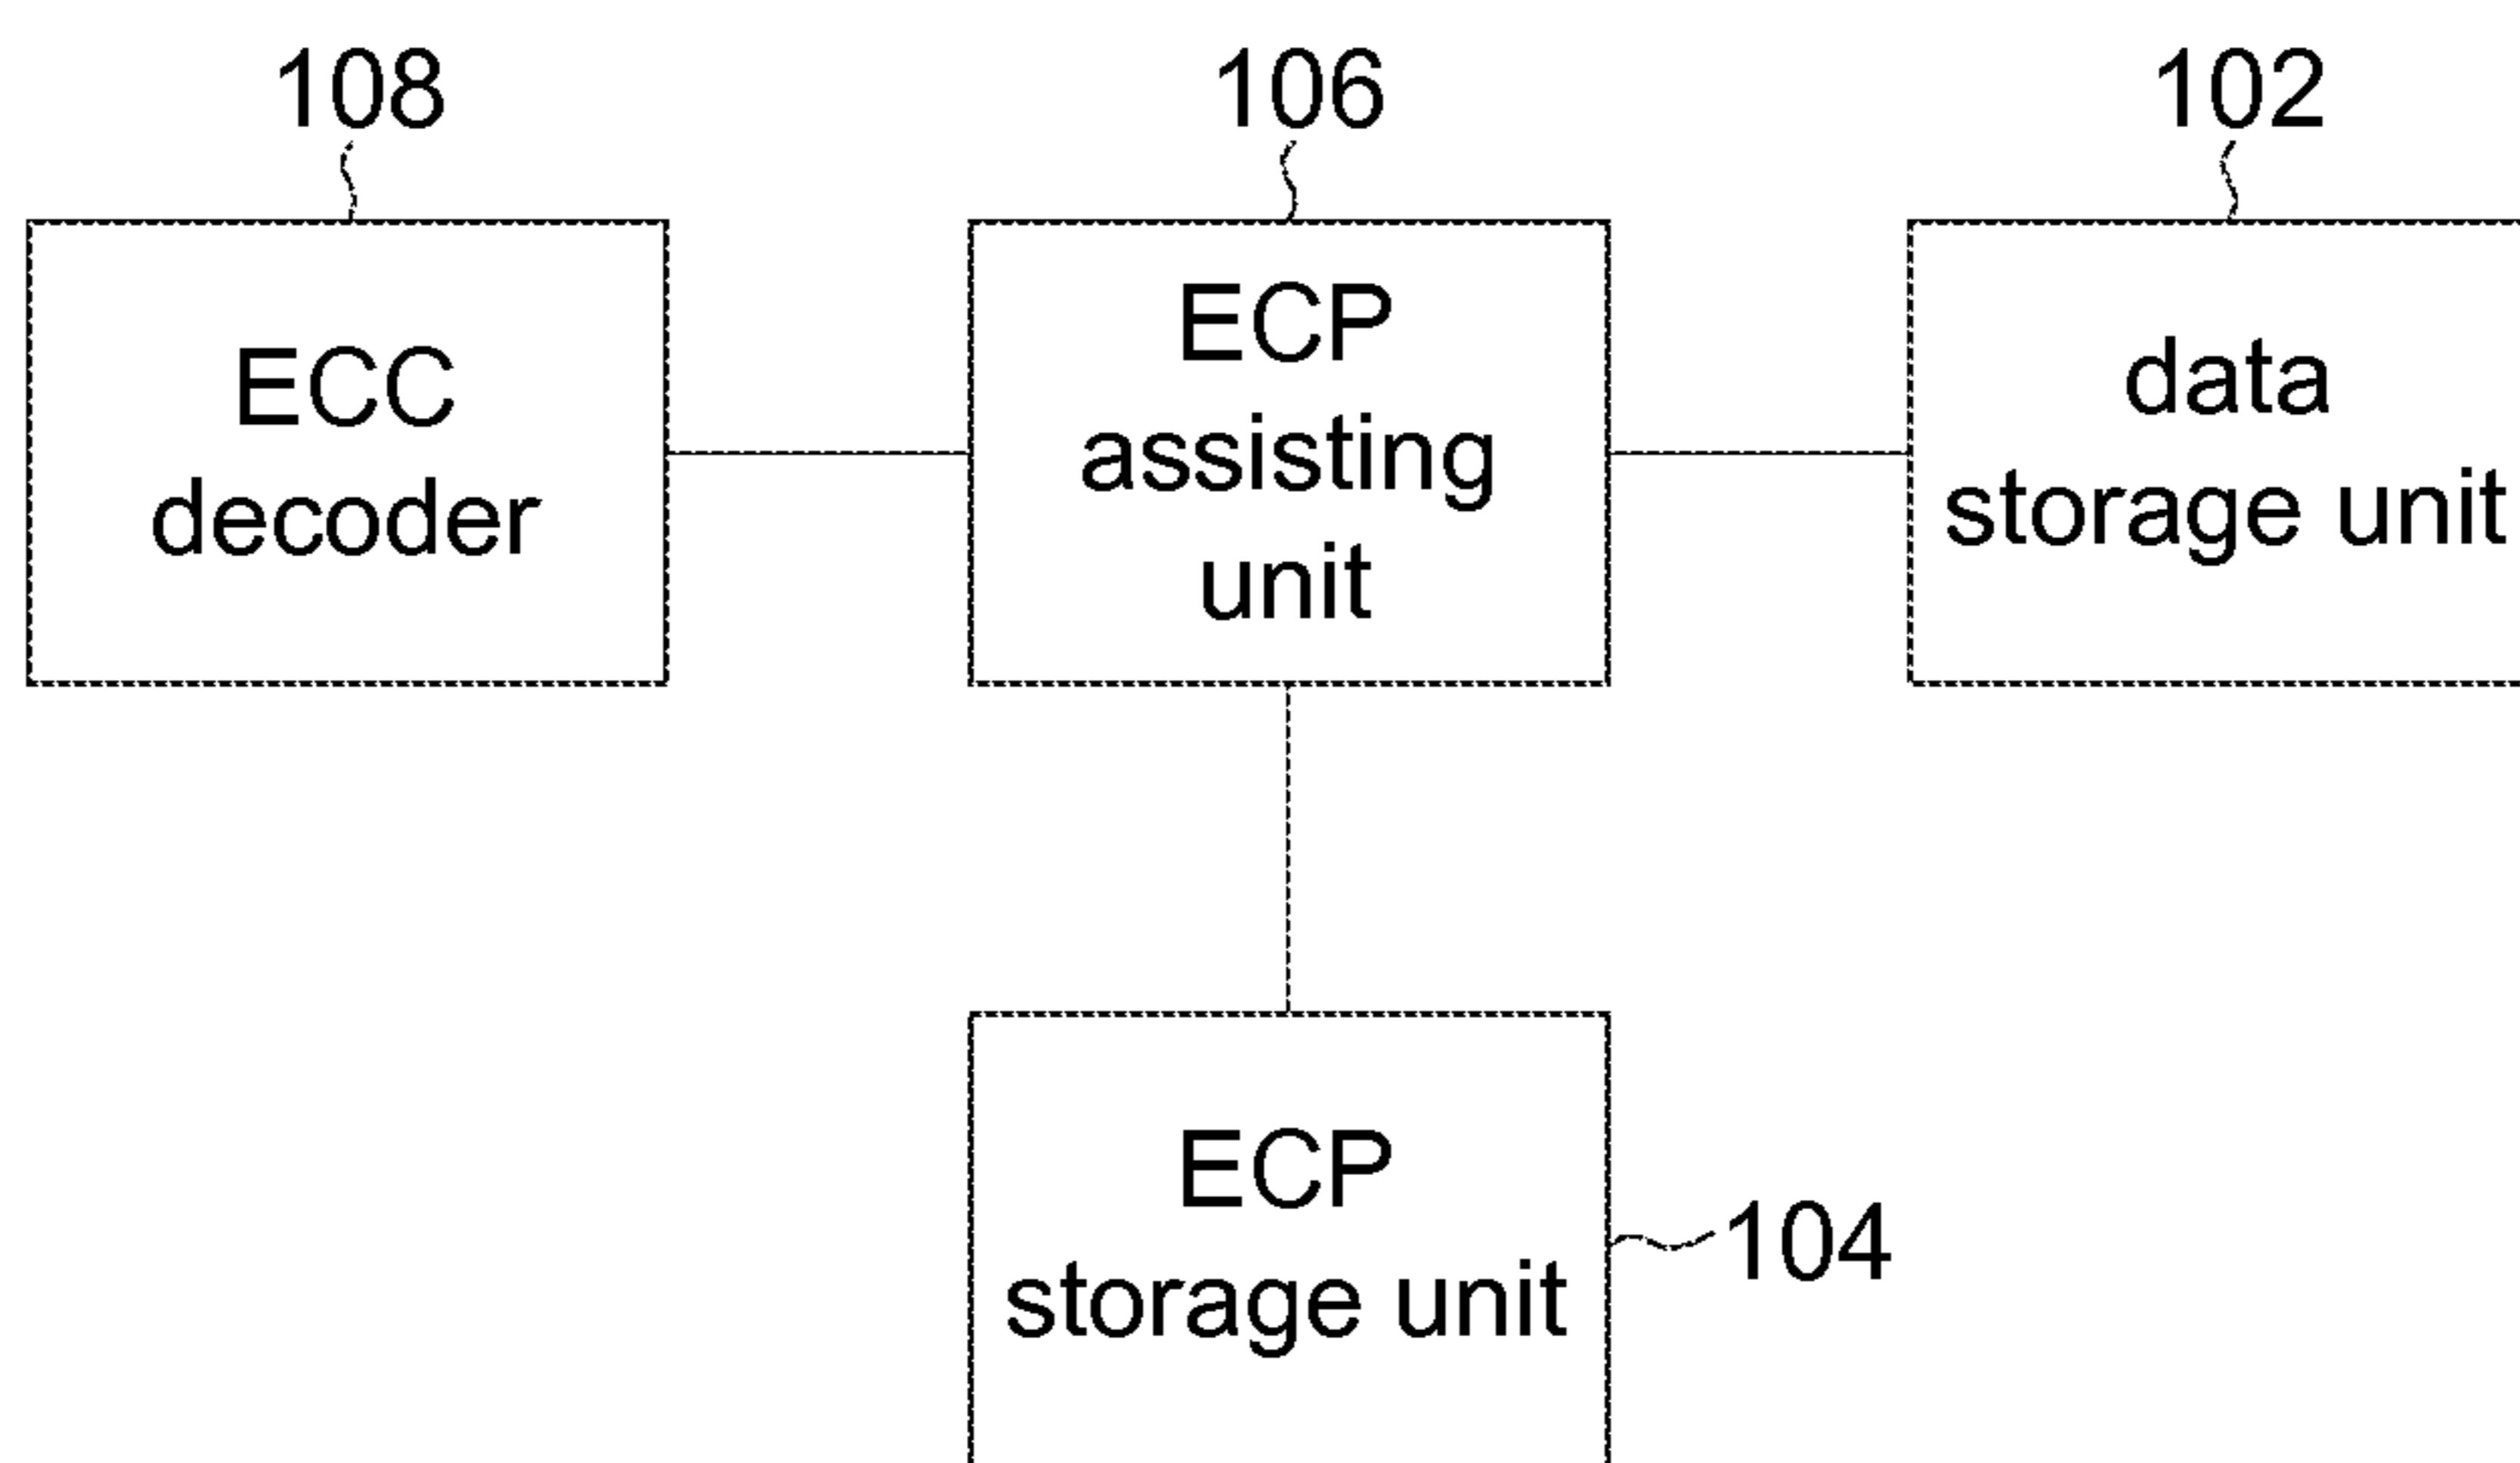 108
106
102
ECC
decoder
ECP
assisting
unit
data
storage unit
ECP
storage unit
104